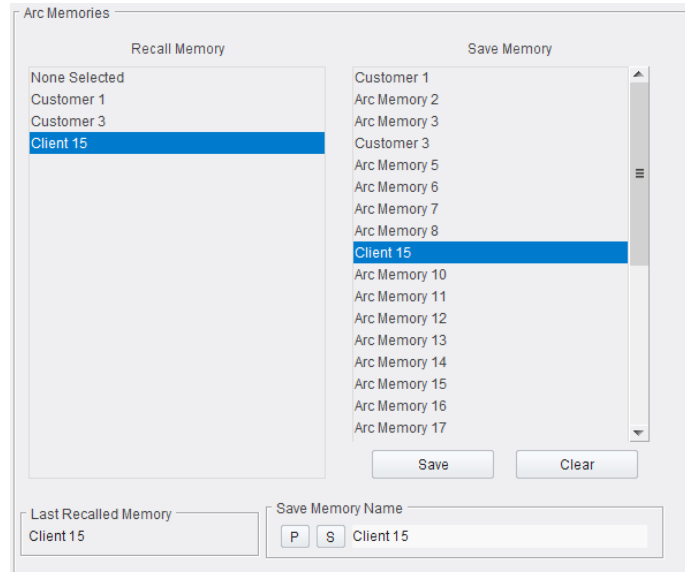 Arc Memories
Recall Memory
None Selected
Customer 1
Customer 3
Client 15
Save Memory
Customer 1
Arc Memory 2
Arc Memory 3
Customer 3
Arc Memory 5
Arc Memory 6
Arc Memory 7
Arc Memory 8
Client 15
Arc Memory 10
Arc Memory 11
Arc Memory 12
Arc Memory 13
Arc Memory 14
Arc Memory 15
Arc Memory 16
Arc Memory 17
Save Clear
Last Recalled Memory
Client 15
Save Memory Name
P S Client 15